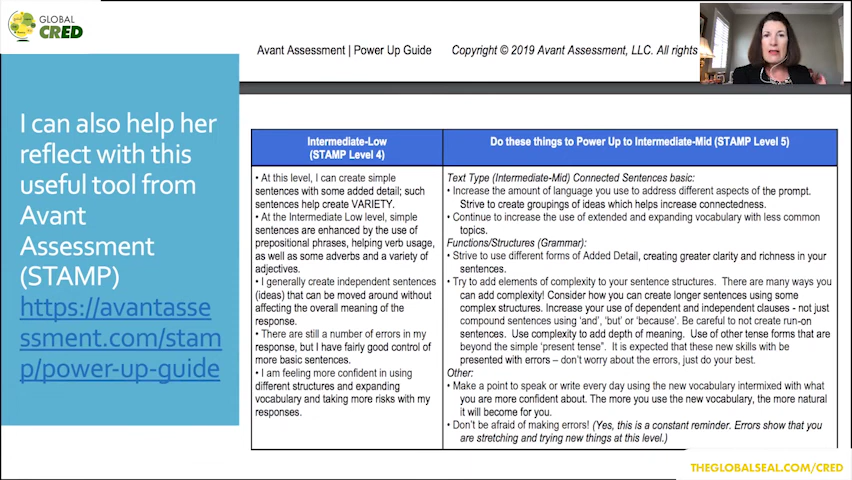 GLOBAL
CRED
Avant Assessment | Power Up Guide Copyright © 2019 Avant Assessment, LLC. All rights
I can also help her
reflect with this
useful tool from
Avant
Assessment
(STAMP)
https://avantasse
ssment.com/stam
p/power-up-guide
Intermediate-Low
(STAMP Level 4)
• At this level, I can create simple
sentences with some added detail; such
sentences help create VARIETY.
• At the Intermediate Low level, simple
sentences are enhanced by the use of
prepositional phrases, helping verb usage,
as well as some adverbs and a variety of
adjectives.
• I generally create independent sentences
(ideas) that can be moved around without
affecting the overall meaning of the
response.
• There are still a number of errors in my
response, but I have fairly good control of
more basic sentences.
• I am feeling more confident in using
different structures and expanding
vocabulary and taking more risks with my
responses.
Do these things to Power Up to Intermediate-Mid (STAMP Level 5)
Text Type (Intermediate-Mid) Connected Sentences basic:
• Increase the amount of language you use to address different aspects of the prompt.
Strive to create groupings of ideas which helps increase connectedness.
• Continue to increase the use of extended and expanding vocabulary with less common
topics.
Functions/Structures (Grammar):
• Strive to use different forms of Added Detail, creating greater clarity and richness in your
sentences.
• Try to add elements of complexity to your sentence structures. There are many ways you
can add complexity! Consider how you can create longer sentences using some
complex structures. Increase your use of dependent and independent clauses - not just
compound sentences using 'and', 'but' or 'because'. Be careful to not create run-on
sentences. Use complexity to add depth of meaning. Use of other tense forms that are
beyond the simple 'present tense". It is expected that these new skills with be
presented with errors – don't worry about the errors, just do your best.
Other:
• Make a point to speak or write every day using the new vocabulary intermixed with what
you are more confident about. The more you use the new vocabulary, the more natural
it will become for you.
• Don't be afraid of making errors! (Yes, this is a constant reminder. Errors show that you
are stretching and trying new things at this level.)
THEGLOBALSEAL.COM/CRED